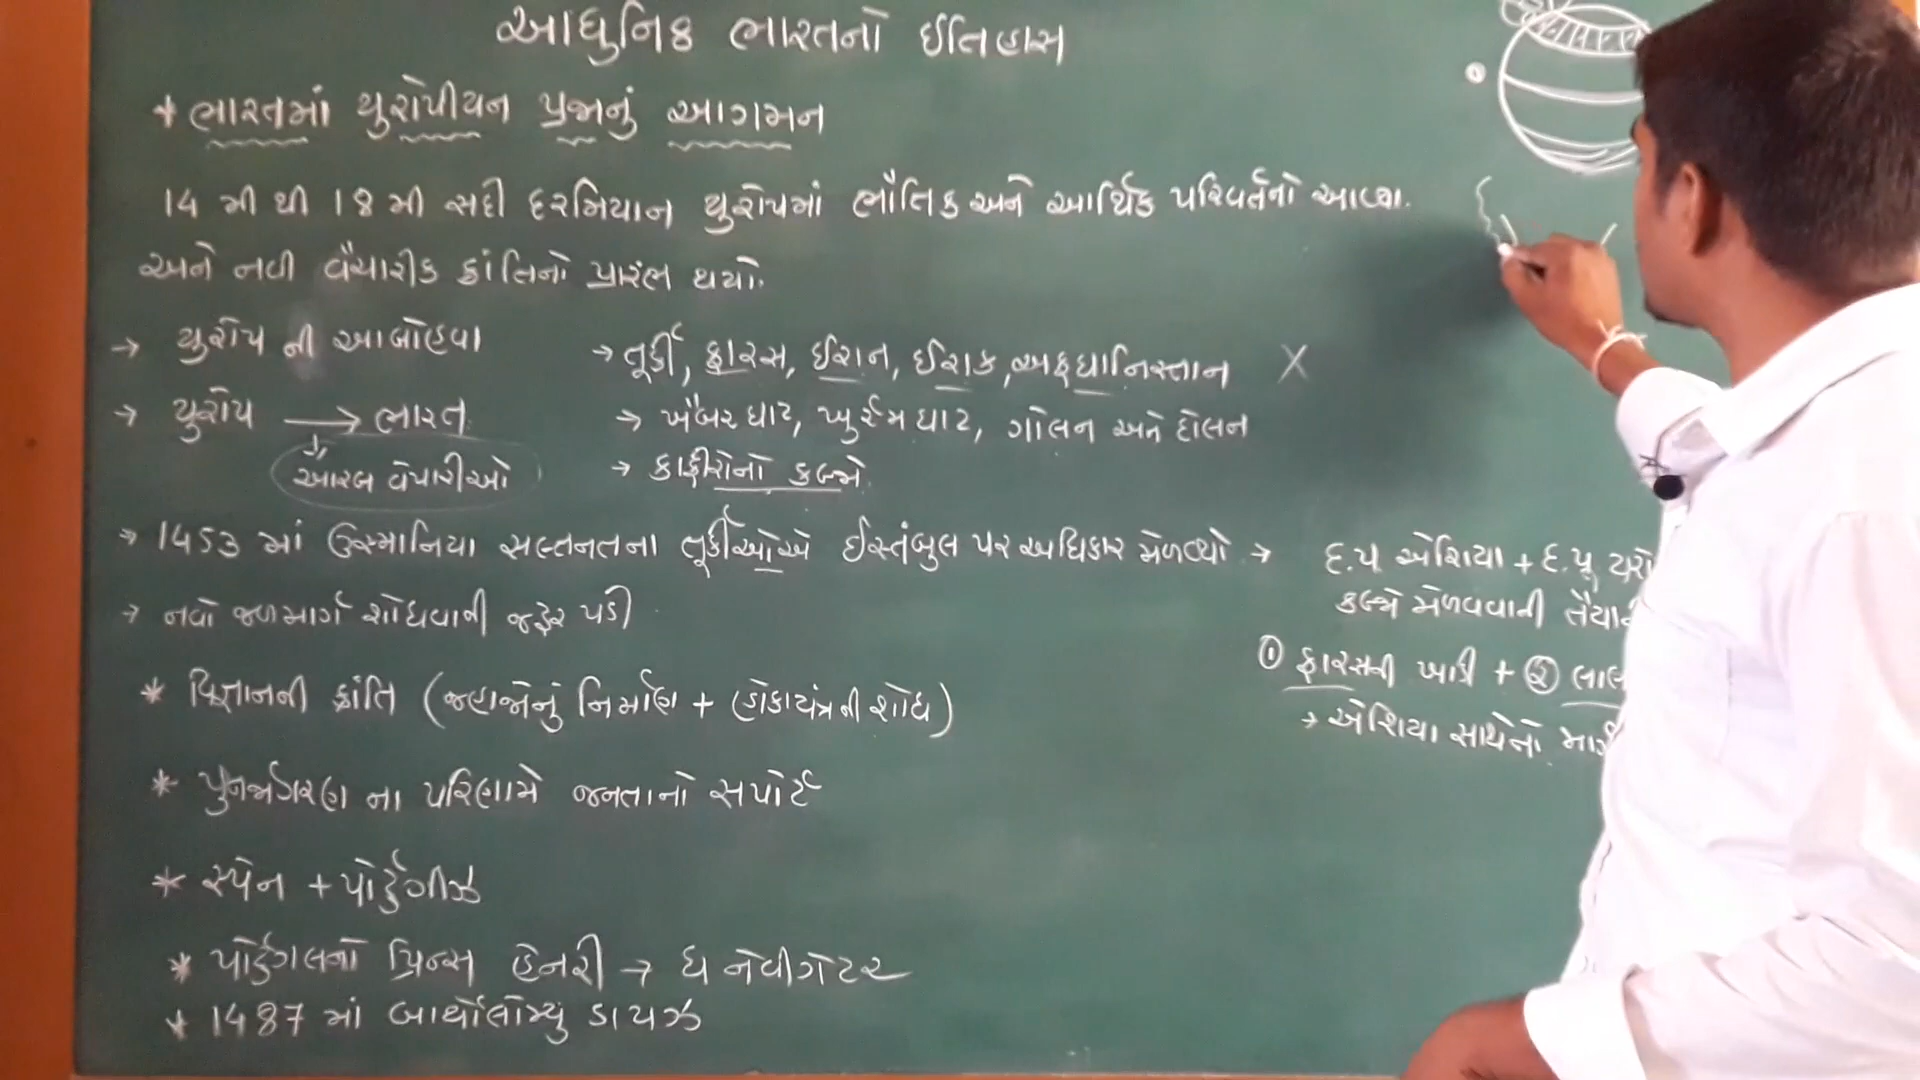 આધુનિક ભારતનો ઈતિહાસ
* ભારતમાં યુરોપીયન પ્રજાનું આગમન
14 મી થી 18 મી સદી દરમિયાન યુરોપમાં ભૌતિક અને આર્થિક પરિવર્તનો આવ્યા.
અને નવી વૈચારીક ક્રાંતિનો પ્રારંભ થયો.
→ યુરોપ ની આબોહવા
→ યુરોપ → ભારત
આરબ વેપારીઓ
→ તૂર્કી, ફારસ, ઈરાન, ઈરાક, અફઘાનિસ્તાન X
→ ખૈબર ઘાટ, ખુર્રમ ઘાટ, ગોલન અને દોલન
→ કાફીરોનો કબ્જો
→ 1453 માં ઉસ્માનિયા સલ્તનતના તૂર્કીઓએ ઈસ્તંબુલ પર અધિકાર મેળવ્યો →
દ.પ એશિયા + દ.પૂ
કબ્જો મેળવવાની
① ફારસની ખાડી + ②
→ એશિયા સાથેનો
→ નવો જળમાર્ગ શોધવાની જરૂર પડી
* વિજ્ઞાનની ક્રાંતિ (જહાજોનું નિર્માણ + હોકાયંત્રની શોધ)
* પુનર્જાગરણ ના પરિણામે જનતાનો સપોર્ટ
* સ્પેન + પોર્ટુગીઝ
* પોર્ટુગલનો પ્રિન્સ હેનરી → ધ નેવીગેટર
* 1487 માં બાર્થોલોમ્યું ડાયઝ